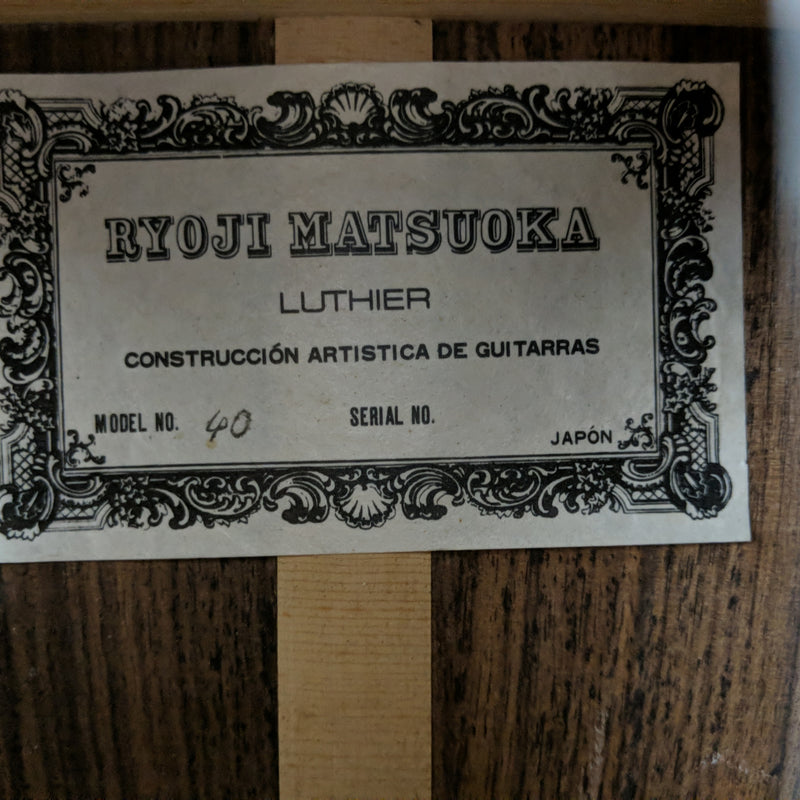 RYOJI MATSUOKA
LUTHIER
CONSTRUCCIÓN ARTISTICA DE GUITARRAS
MODEL NO. 40 SERIAL NO.
JAPÓN